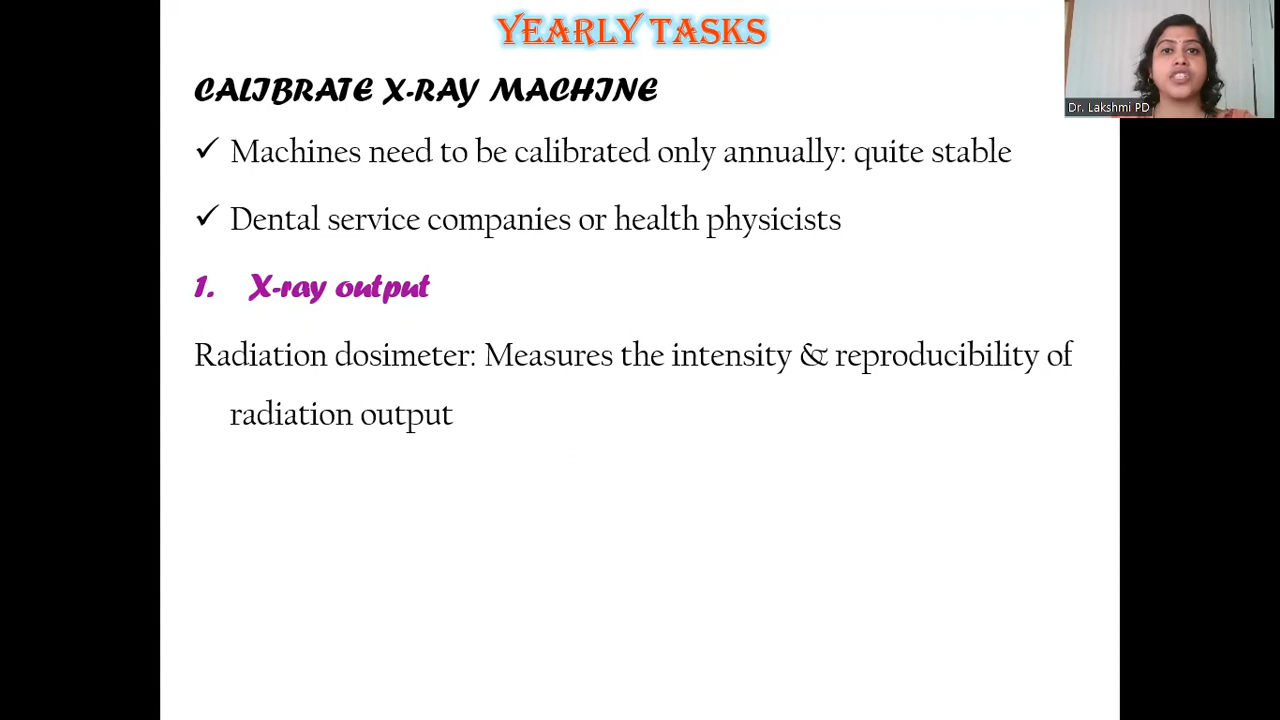 YEARLY TASKS
CALIBRATE X-RAY MACHINE
✓ Machines need to be calibrated only annually: quite stable
✓ Dental service companies or health physicists
1. X-ray output
Radiation dosimeter: Measures the intensity & reproducibility of
radiation output
Dr. Lakshmi PD